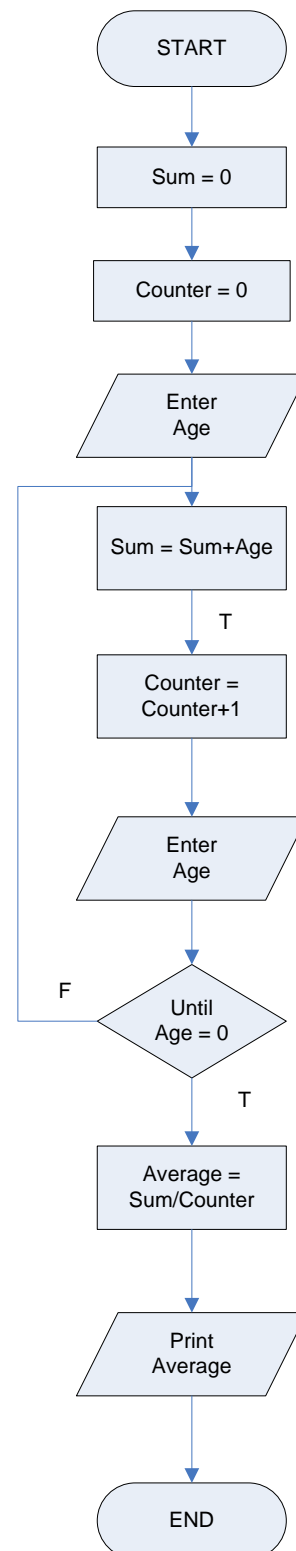 START
Sum = 0
Counter = 0
Enter
Age
Sum = Sum+Age
T
Counter =
Counter+1
Enter
Age
F
Until
Age = 0
T
Average =
Sum/Counter
Print
Average
END